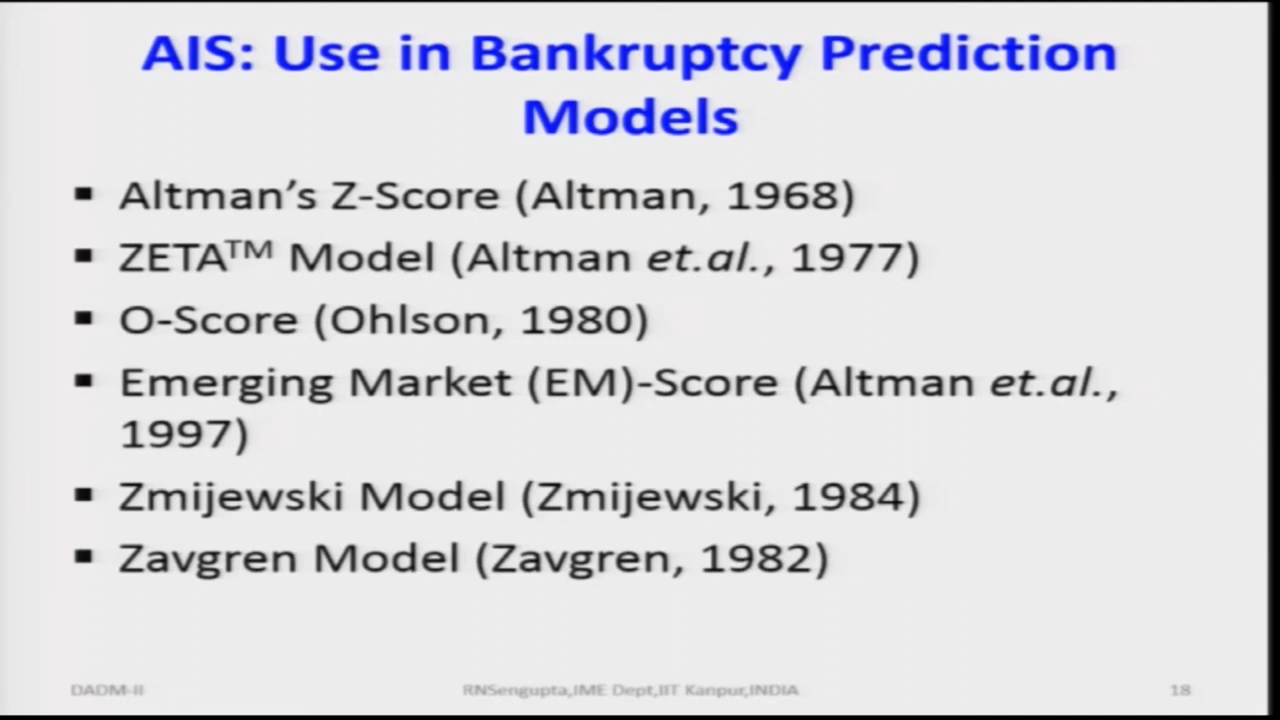 AIS: Use in Bankruptcy Prediction
Models
▪ Altman’s Z-Score (Altman, 1968)
▪ ZETA™ Model (Altman et.al., 1977)
▪ O-Score (Ohlson, 1980)
▪ Emerging Market (EM)-Score (Altman et.al.,
1997)
▪ Zmijewski Model (Zmijewski, 1984)
▪ Zavgren Model (Zavgren, 1982)
DADM-II RNSengupta,IME Dept,IIT Kanpur,INDIA 18